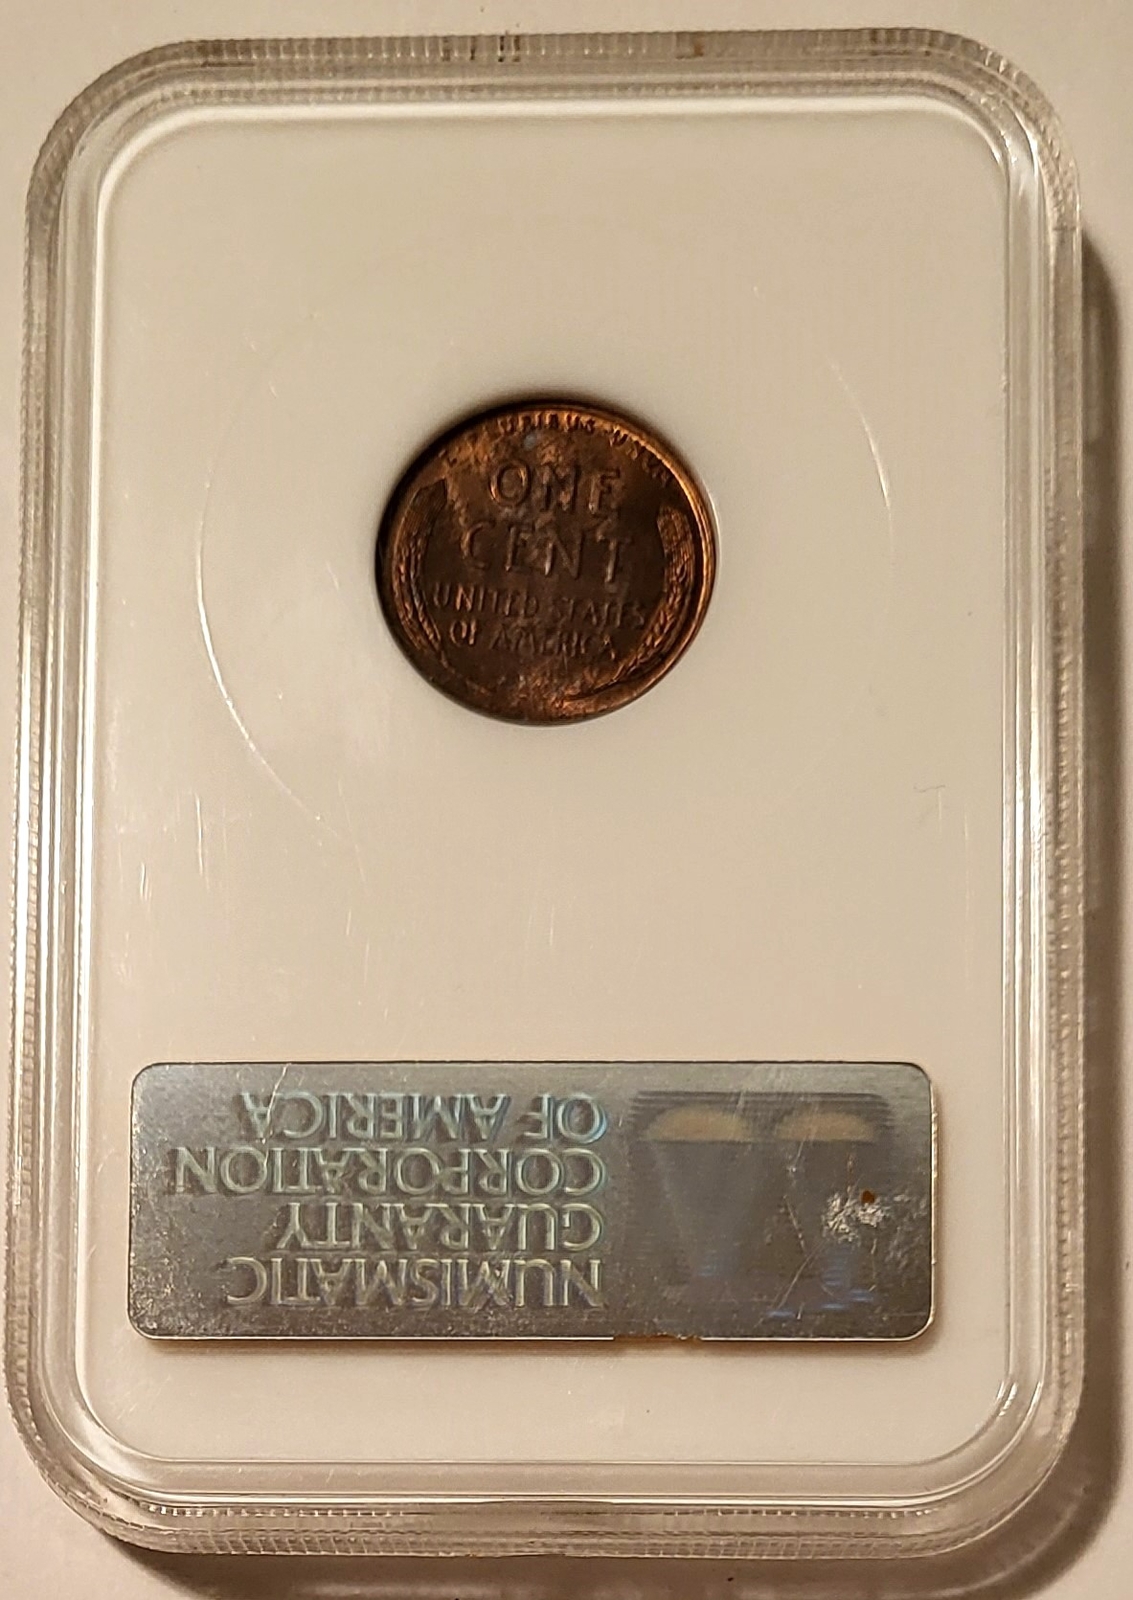 E PLURIBUS UNUM
ONE
CENT
UNITED STATES
OF AMERICA
NUMISMATIC
GUARANTY
CORPORATION
OF AMERICA